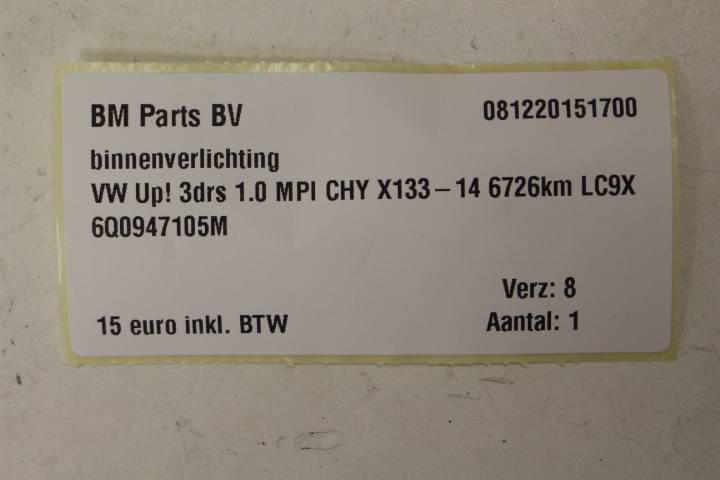 BM Parts BV 081220151700
binnenverlichting
VW Up! 3drs 1.0 MPI CHY X133-14 6726km LC9X
6Q0947105M
Verz: 8
15 euro inkl. BTW Aantal: 1